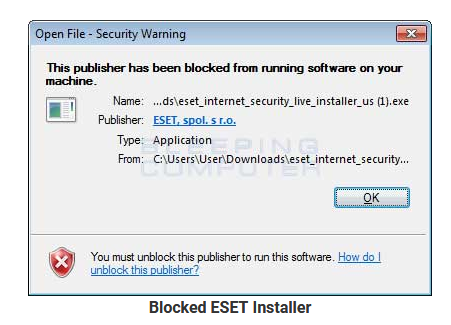 Open File - Security Warning
This publisher has been blocked from running software on your
machine.
Name: ...ds\eset_internet_security_live_installer_us (1).exe
Publisher: ESET, spol. s r.o.
Type: Application
From: C:\Users\User\Downloads\eset_internet_security...
BLEEPING
COMPUTER
OK
You must unblock this publisher to run this software. How do I
unblock this publisher?
Blocked ESET Installer